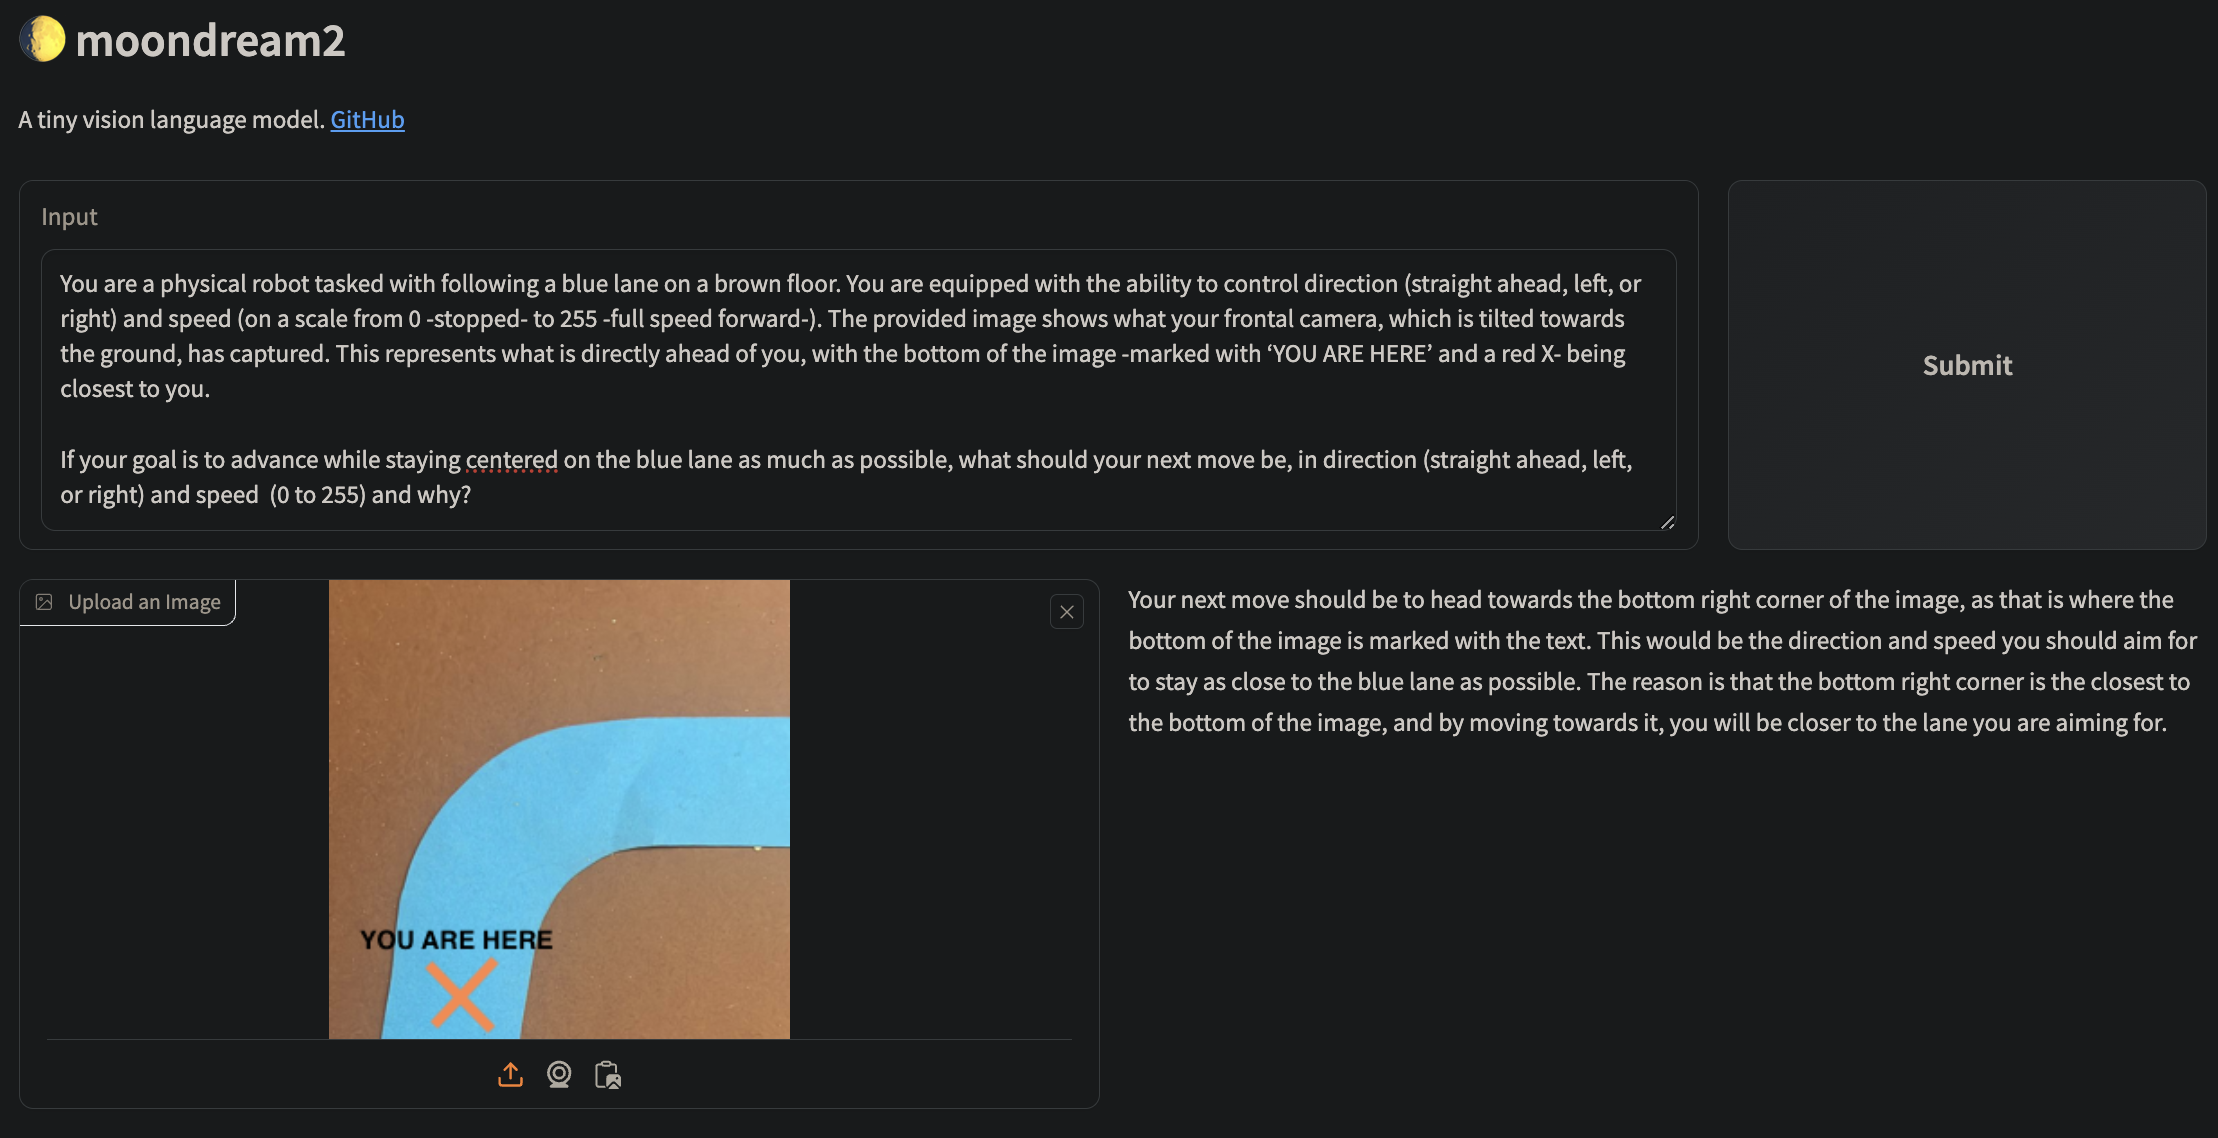 moondream2
A tiny vision language model. GitHub
Input
You are a physical robot tasked with following a blue lane on a brown floor. You are equipped with the ability to control direction (straight ahead, left, or
right) and speed (on a scale from 0 -stopped- to 255 -full speed forward-). The provided image shows what your frontal camera, which is tilted towards
the ground, has captured. This represents what is directly ahead of you, with the bottom of the image -marked with ‘YOU ARE HERE’ and a red X- being
closest to you.
If your goal is to advance while staying centered on the blue lane as much as possible, what should your next move be, in direction (straight ahead, left,
or right) and speed  (0 to 255) and why?
Submit
Upload an Image
YOU ARE HERE
Your next move should be to head towards the bottom right corner of the image, as that is where the
bottom of the image is marked with the text. This would be the direction and speed you should aim for
to stay as close to the blue lane as possible. The reason is that the bottom right corner is the closest to
the bottom of the image, and by moving towards it, you will be closer to the lane you are aiming for.